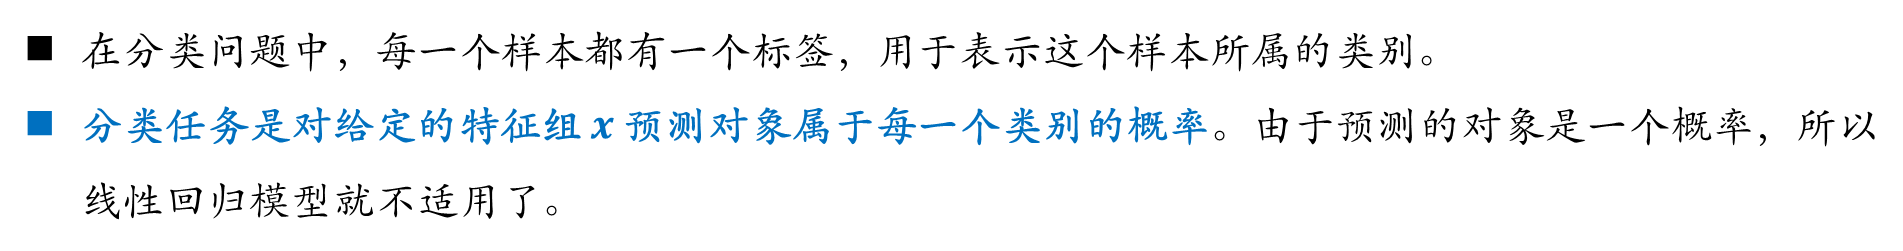 ■ 在分类问题中，每一个样本都有一个标签，用于表示这个样本所属的类别。
■ 分类任务是对给定的特征组 x 预测对象属于每一个类别的概率。由于预测的对象是一个概率，所以
线性回归模型就不适用了。